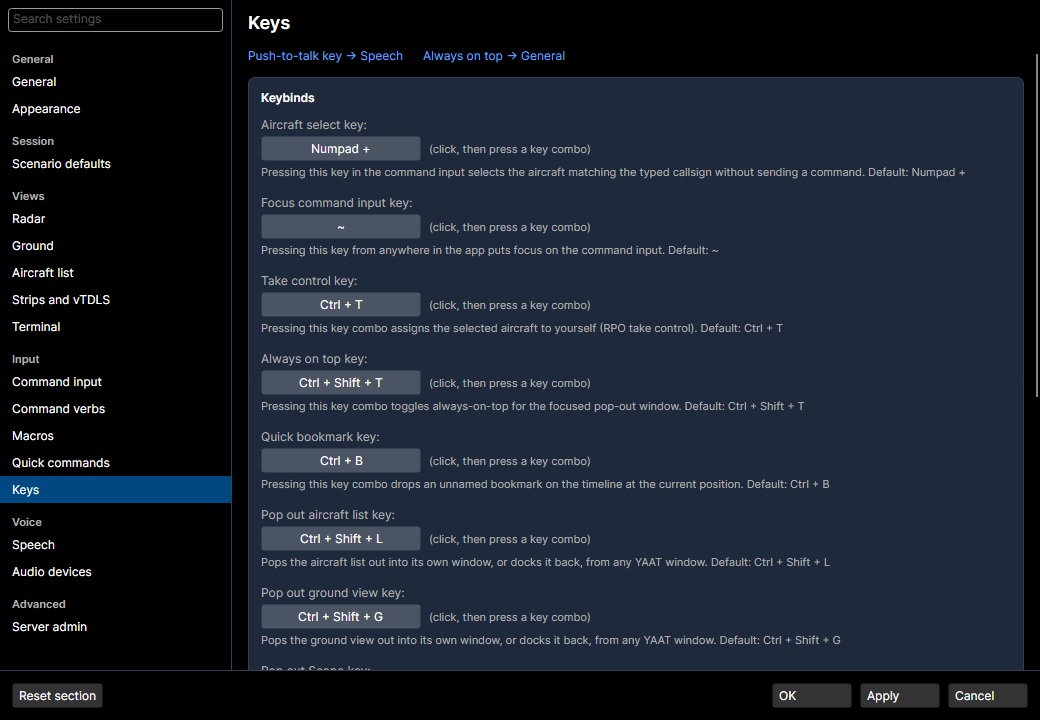 Search settings
General
General
Appearance
Session
Scenario defaults
Views
Radar
Ground
Aircraft list
Strips and vTDLS
Terminal
Input
Command input
Command verbs
Macros
Quick commands
Keys
Voice
Speech
Audio devices
Advanced
Server admin
Keys
Push-to-talk key → Speech Always on top → General
Keybinds
Aircraft select key:
Numpad + (click, then press a key combo)
Pressing this key in the command input selects the aircraft matching the typed callsign without sending a command. Default: Numpad +
Focus command input key:
~ (click, then press a key combo)
Pressing this key from anywhere in the app puts focus on the command input. Default: ~
Take control key:
Ctrl + T (click, then press a key combo)
Pressing this key combo assigns the selected aircraft to yourself (RPO take control). Default: Ctrl + T
Always on top key:
Ctrl + Shift + T (click, then press a key combo)
Pressing this key combo toggles always-on-top for the focused pop-out window. Default: Ctrl + Shift + T
Quick bookmark key:
Ctrl + B (click, then press a key combo)
Pressing this key combo drops an unnamed bookmark on the timeline at the current position. Default: Ctrl + B
Pop out aircraft list key:
Ctrl + Shift + L (click, then press a key combo)
Pops the aircraft list out into its own window, or docks it back, from any YAAT window. Default: Ctrl + Shift + L
Pop out ground view key:
Ctrl + Shift + G (click, then press a key combo)
Pops the ground view out into its own window, or docks it back, from any YAAT window. Default: Ctrl + Shift + G
Pop out Scope key:
Reset section
OK
Apply
Cancel